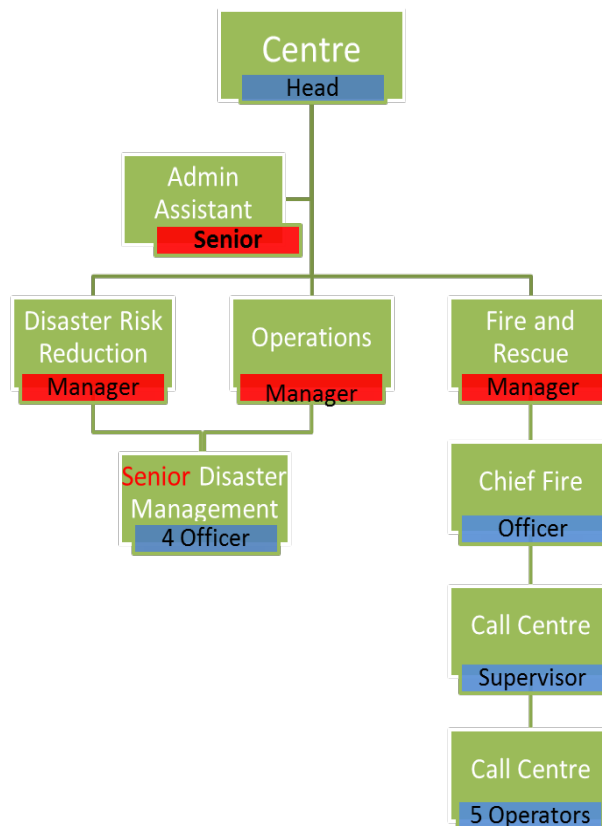 Centre
Head
Admin
Assistant
Senior
Disaster Risk
Reduction
Manager
Operations
Manager
Fire and
Rescue
Manager
Senior Disaster
Management
4 Officer
Chief Fire
Officer
Call Centre
Supervisor
Call Centre
5 Operators